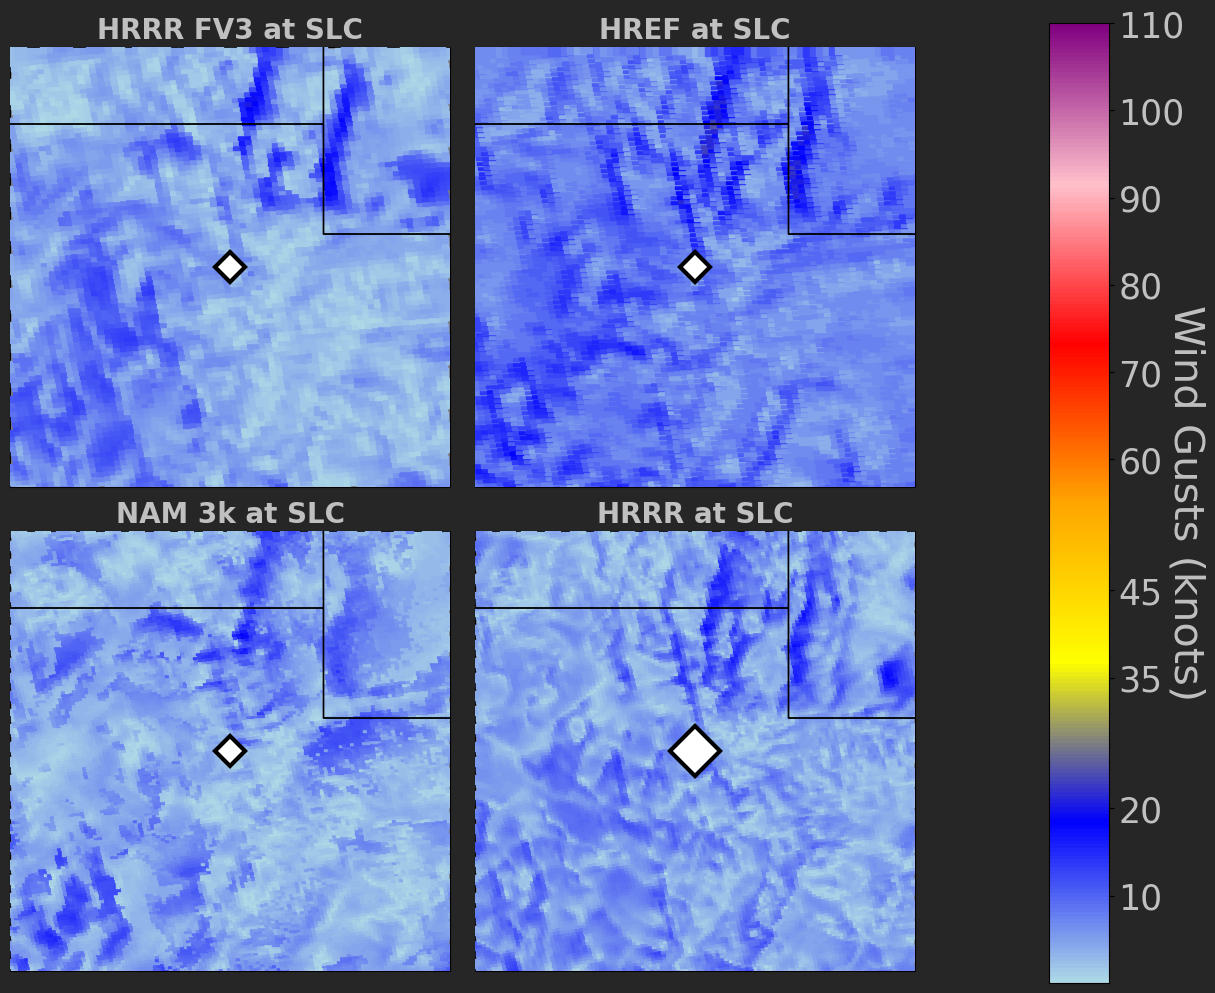 HRRR FV3 at SLC
HREF at SLC
NAM 3k at SLC
HRRR at SLC
110
100
90
80
70
60
45
35
20
10
Wind Gusts (knots)